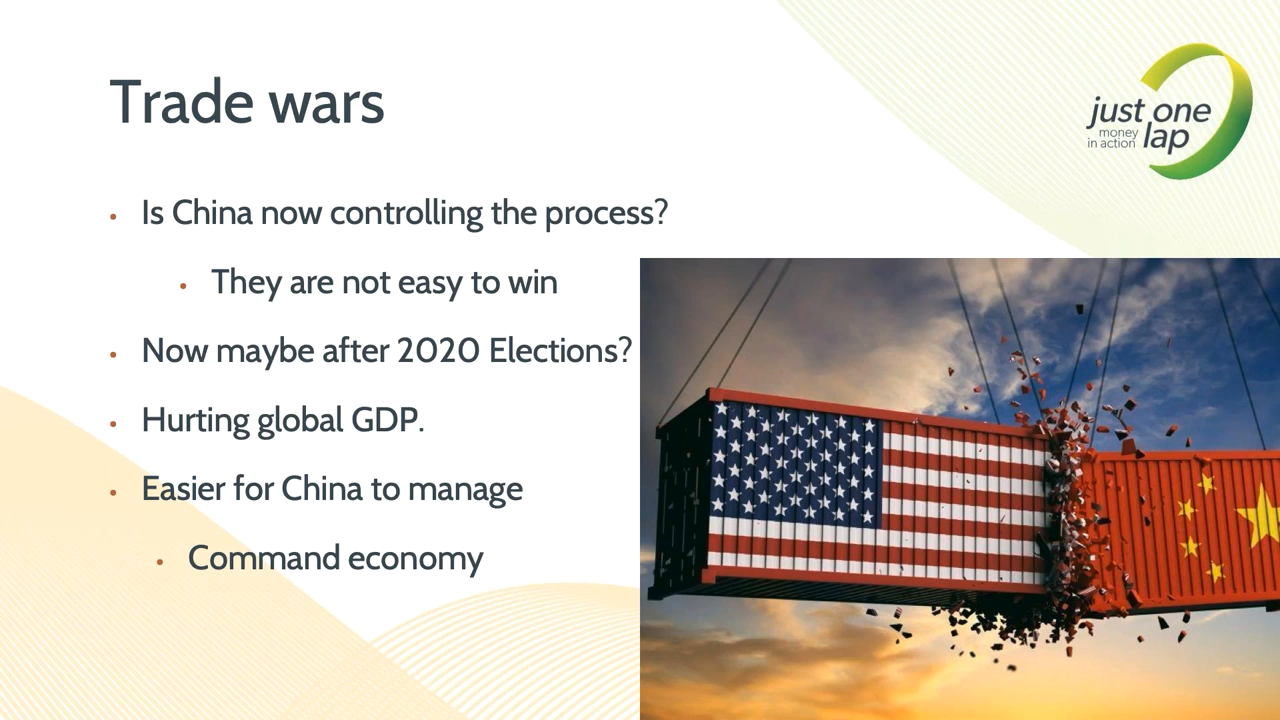 Trade wars
just one
money
in action lap
Is China now controlling the process?
They are not easy to win
Now maybe after 2020 Elections?
Hurting global GDP.
Easier for China to manage
Command economy